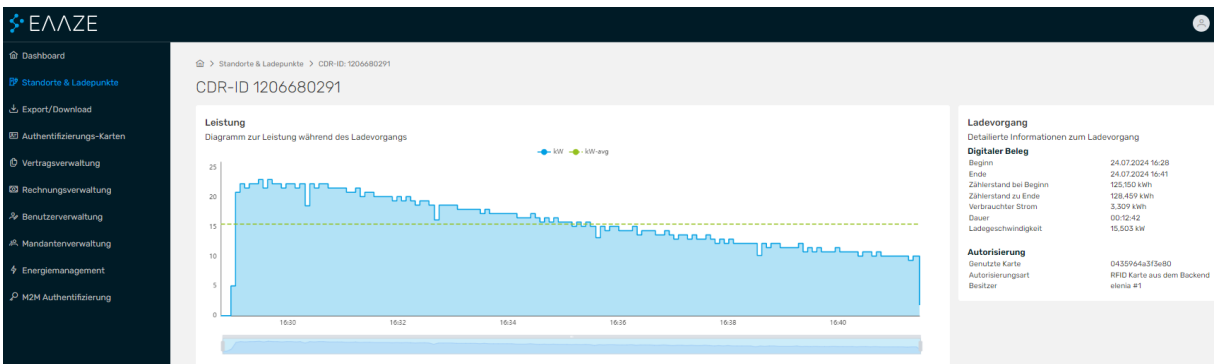 EΛΛZE
Dashboard
Standorte & Ladepunkte
Export/Download
Authentifizierungs-Karten
Vertragsverwaltung
Rechnungsverwaltung
Benutzerverwaltung
Mandantenverwaltung
Energiemanagement
M2M Authentifizierung
> Standorte & Ladepunkte > CDR-ID: 1206680291
CDR-ID 1206680291
Leistung
Diagramm zur Leistung während des Ladevorgangs
kW kW-avg
25
20
15
10
5
0
16:30 16:32 16:34 16:36 16:38 16:40
Ladevorgang
Detailierte Informationen zum Ladevorgang
Digitaler Beleg
Beginn 24.07.2024 16:28
Ende 24.07.2024 16:41
Zählerstand bei Beginn 125,150 kWh
Zählerstand zu Ende 128,459 kWh
Verbrauchter Strom 3,309 kWh
Dauer 00:12:42
Ladegeschwindigkeit 15,503 kW
Autorisierung
Genutzte Karte 0435964a3f3e80
Autorisierungsart RFID Karte aus dem Backend
Besitzer elenia #1